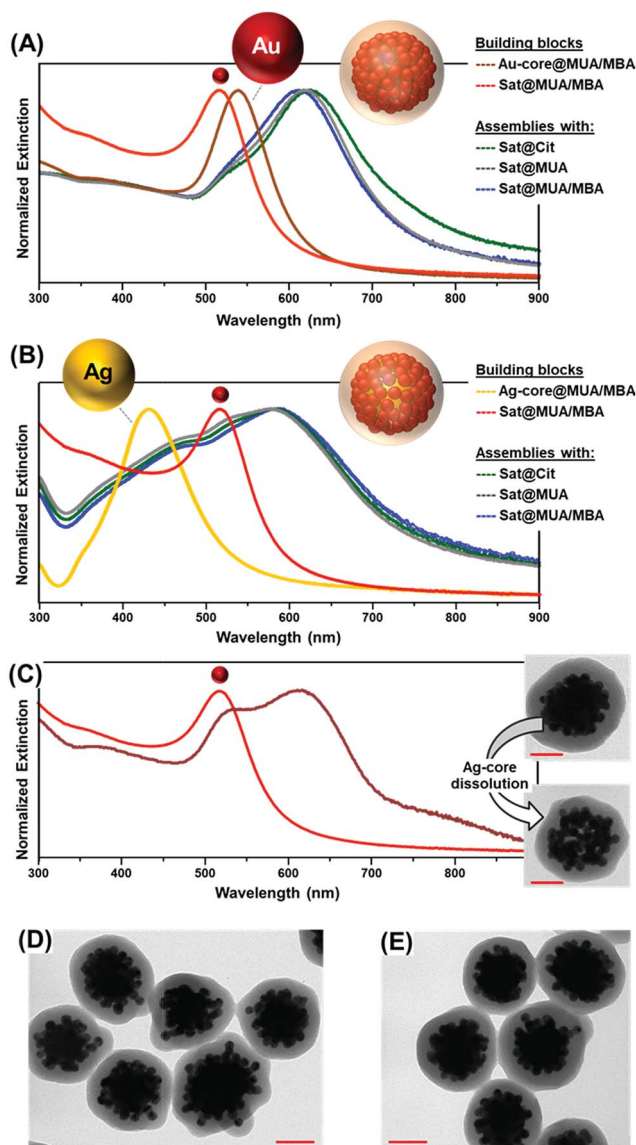 (A)
Au
Building blocks
Au-core@MUA/MBA
Sat@MUA/MBA
Assemblies with:
Sat@Cit
Sat@MUA
Sat@MUA/MBA
Normalized Extinction
300 400 500 600 700 800 900
Wavelength (nm)
(B)
Ag
Building blocks
Ag-core@MUA/MBA
Sat@MUA/MBA
Assemblies with:
Sat@Cit
Sat@MUA
Sat@MUA/MBA
Normalized Extinction
300 400 500 600 700 800 900
Wavelength (nm)
(C)
Ag-core
dissolution
Normalized Extinction
300 400 500 600 700 800
Wavelength (nm)
(D)
(E)